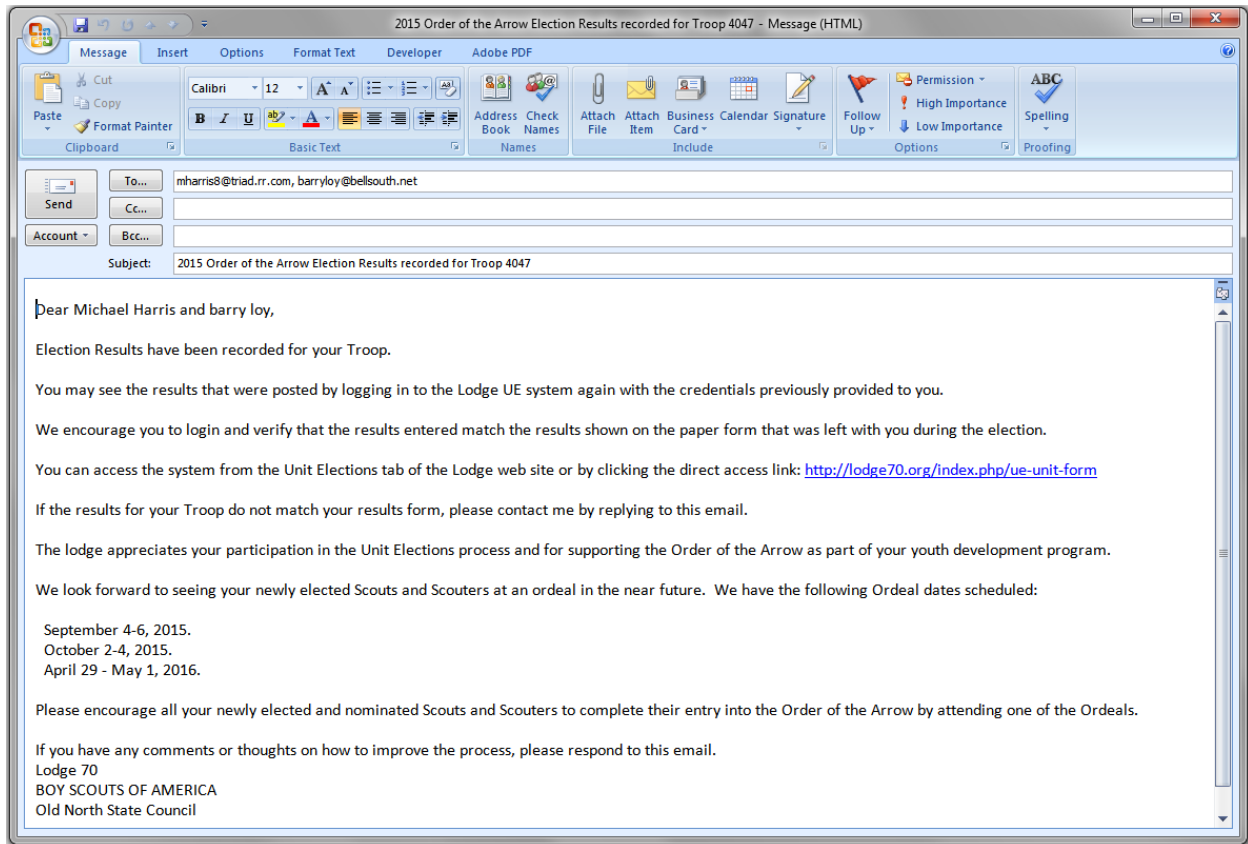 2015 Order of the Arrow Election Results recorded for Troop 4047 - Message (HTML)
Message Insert Options Format Text Developer Adobe PDF
Paste
Cut
Copy
Format Painter
Clipboard
Calibri 12
B I U
Basic Text
Address Book
Check Names
Names
Attach File
Attach Item
Business Card
Calendar
Signature
Include
Follow Up
Permission
High Importance
Low Importance
Options
ABC
Spelling
Proofing
Send
Account
To... mharris8@triad.rr.com, barryloy@bellsouth.net
Cc...
Bcc...
Subject: 2015 Order of the Arrow Election Results recorded for Troop 4047
Dear Michael Harris and barry loy,
Election Results have been recorded for your Troop.
You may see the results that were posted by logging in to the Lodge UE system again with the credentials previously provided to you.
We encourage you to login and verify that the results entered match the results shown on the paper form that was left with you during the election.
You can access the system from the Unit Elections tab of the Lodge web site or by clicking the direct access link: http://lodge70.org/index.php/ue-unit-form
If the results for your Troop do not match your results form, please contact me by replying to this email.
The lodge appreciates your participation in the Unit Elections process and for supporting the Order of the Arrow as part of your youth development program.
We look forward to seeing your newly elected Scouts and Scouters at an ordeal in the near future. We have the following Ordeal dates scheduled:
September 4-6, 2015.
October 2-4, 2015.
April 29 - May 1, 2016.
Please encourage all your newly elected and nominated Scouts and Scouters to complete their entry into the Order of the Arrow by attending one of the Ordeals.
If you have any comments or thoughts on how to improve the process, please respond to this email.
Lodge 70
BOY SCOUTS OF AMERICA
Old North State Council